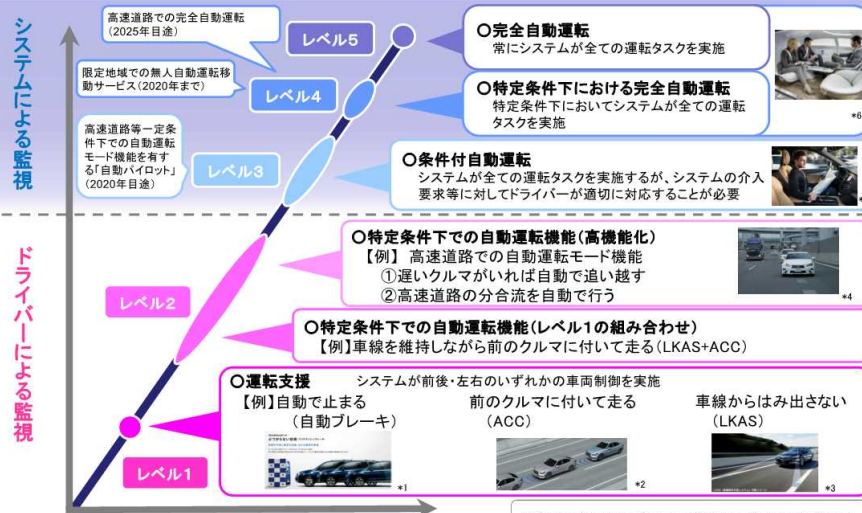 システムによる監視
高速道路での完全自動運転
(2025年目途)
レベル5
〇完全自動運転
常にシステムが全ての運転タスクを実施
限定地域での無人自動運転移
動サービス(2020年まで)
レベル4
〇特定条件下における完全自動運転
特定条件下においてシステムが全ての運転
タスクを実施
*6
高速道路等一定条
件下での自動運転
モード機能を有す
る「自動パイロット」
(2020年目途)
レベル3
〇条件付自動運転
システムが全ての運転タスクを実施するが、システムの介入
要求等に対してドライバーが適切に対応することが必要
ドライバーによる監視
〇特定条件下での自動運転機能(高機能化)
【例】 高速道路での自動運転モード機能
①遅いクルマがいれば自動で追い越す
②高速道路の分合流を自動で行う
*4
レベル2
〇特定条件下での自動運転機能(レベル1の組み合わせ)
【例】車線を維持しながら前のクルマに付いて走る(LKAS+ACC)
〇運転支援 システムが前後・左右のいずれかの車両制御を実施
【例】自動で止まる
(自動ブレーキ)
*1
前のクルマに付いて走る
(ACC)
*2
車線からはみ出さない
(LKAS)
*3
レベル1